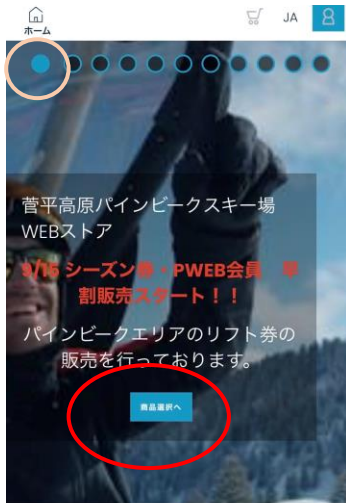 ホーム
JA
菅平高原パインビークスキー場
WEBストア
9/15 シーズン券・PWEB会員 早
割販売スタート！！
パインビークエリアのリフト券の
販売を行っております。
商品選択へ